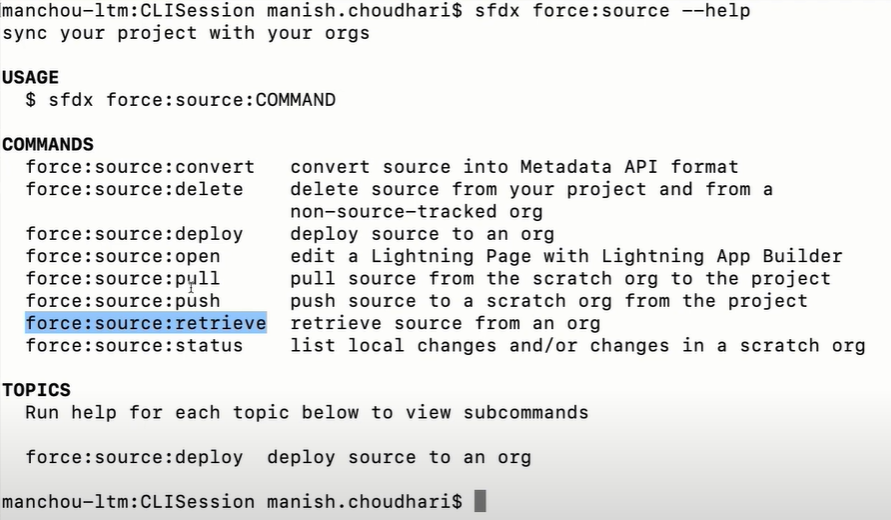 manchou-ltm:CLISession manish.choudhari$ sfdx force:source --help
sync your project with your orgs
USAGE
$ sfdx force:source:COMMAND
COMMANDS
force:source:convert convert source into Metadata API format
force:source:delete delete source from your project and from a
non-source-tracked org
force:source:deploy deploy source to an org
force:source:open edit a Lightning Page with Lightning App Builder
force:source:pull pull source from the scratch org to the project
force:source:push push source to a scratch org from the project
force:source:retrieve retrieve source from an org
force:source:status list local changes and/or changes in a scratch org
TOPICS
Run help for each topic below to view subcommands
force:source:deploy deploy source to an org
manchou-ltm:CLISession manish.choudhari$